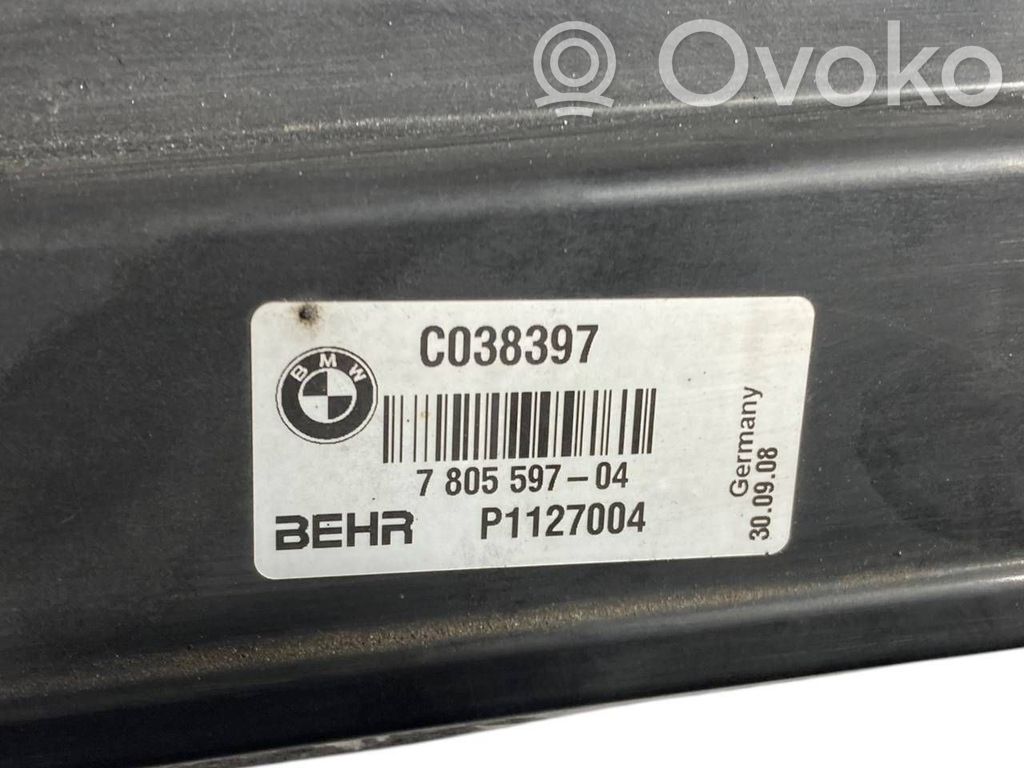 Ovoko
C038397
BMW
7 805 597-04
BEHR P1127004
Germany
30.09.08